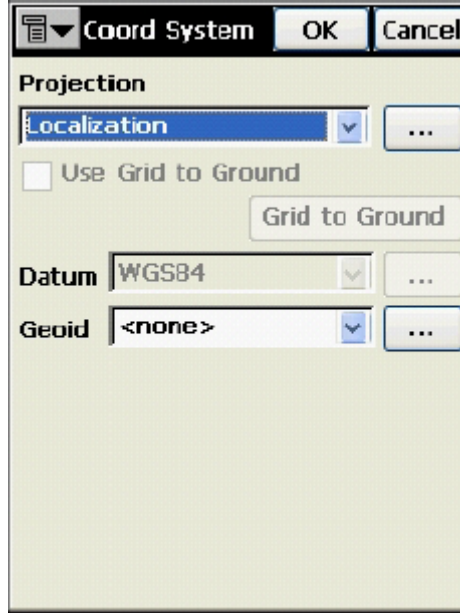 Coord System OK Cancel
Projection
Localization ...
Use Grid to Ground
Grid to Ground
Datum WGS84 ...
Geoid <none> ...